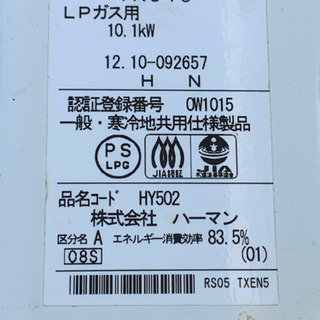 LPガス用
10.1kW
12.10-092657
H N
認証登録番号 OW1015
一般・寒冷地共用仕様製品
PS
LPG
JIA認証
JIA
品名コード HY502
株式会社 ハーマン
区分名 A エネルギー消費効率 83.5%
08S (01)
RS05 TXEN5